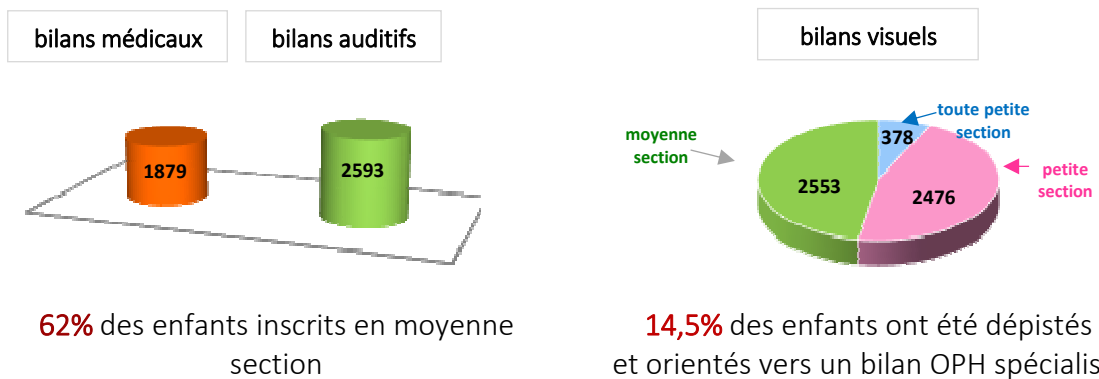 bilans médicaux
bilans auditifs
bilans visuels
1879
2593
toute petite
section
378
moyenne
section
2553
petite
section
2476
62% des enfants inscrits en moyenne
section
14,5% des enfants ont été dépistés
et orientés vers un bilan OPH spécialis